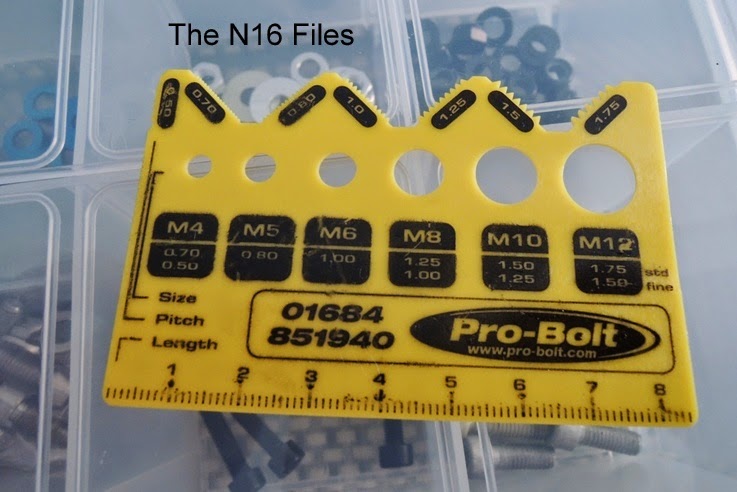 The N16 Files
0.50 0.70 0.80 1.0 1.25 1.5 1.75
M4 M5 M6 M8 M10 M12
0.70 0.80 1.00 1.25 1.50 1.75 std
0.50 1.00 1.25 1.50 fine
Size
Pitch
Length
01684
851940
Pro-Bolt
www.pro-bolt.com
1 2 3 4 5 6 7 8